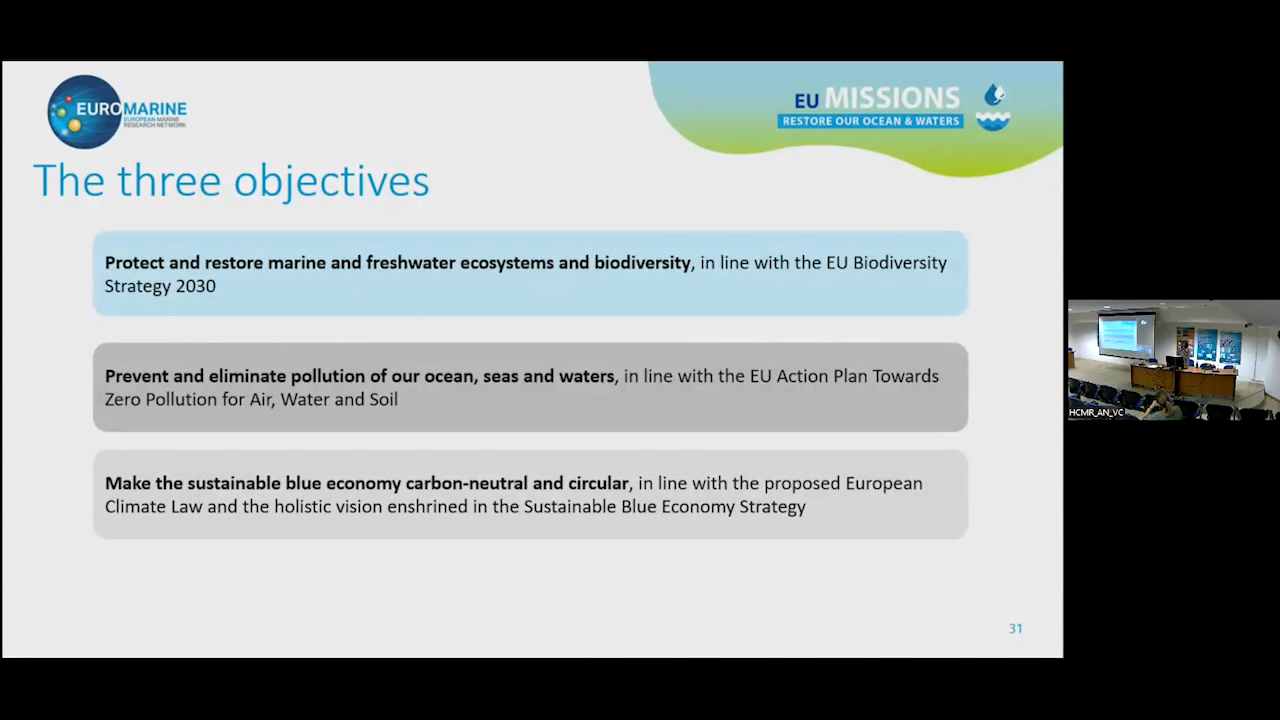 EUROMARINE
EUROPEAN MARINE
RESEARCH NETWORK
EU MISSIONS
RESTORE OUR OCEAN & WATERS
The three objectives
Protect and restore marine and freshwater ecosystems and biodiversity, in line with the EU Biodiversity
Strategy 2030
Prevent and eliminate pollution of our ocean, seas and waters, in line with the EU Action Plan Towards
Zero Pollution for Air, Water and Soil
Make the sustainable blue economy carbon-neutral and circular, in line with the proposed European
Climate Law and the holistic vision enshrined in the Sustainable Blue Economy Strategy
31
HCMR_AN_VC